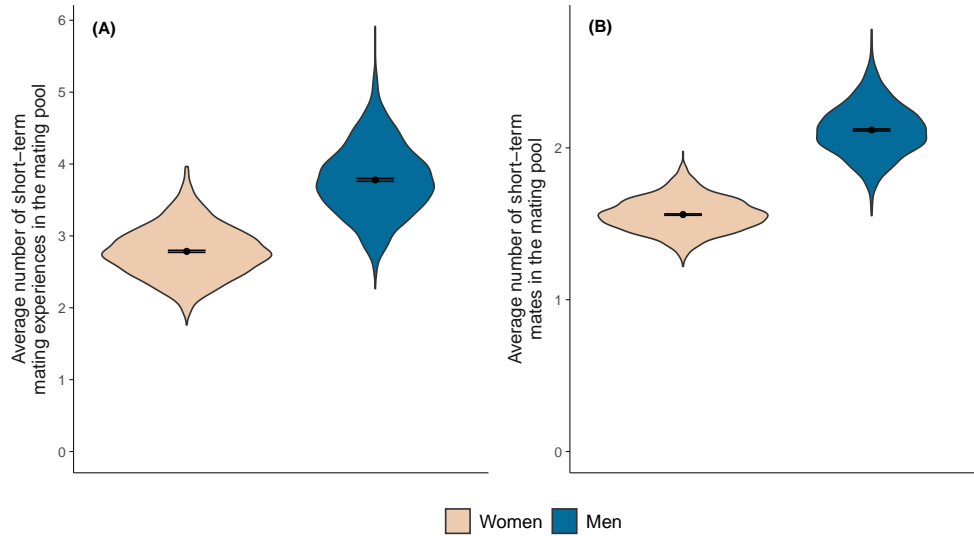 (A)
Average number of short−term
mating experiences in the mating pool
6
5
4
3
2
1
0
(B)
Average number of short−term
mates in the mating pool
2
1
0
Women Men